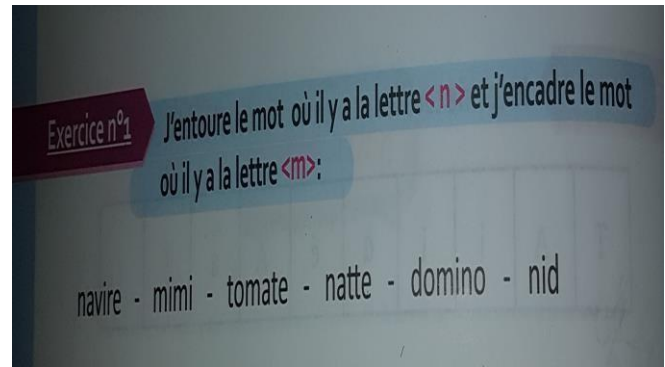 Exercice n°1
J'entoure le mot où il y a la lettre <n> et j'encadre le mot
où il y a la lettre <m>:
navire - mimi - tomate - natte - domino - nid